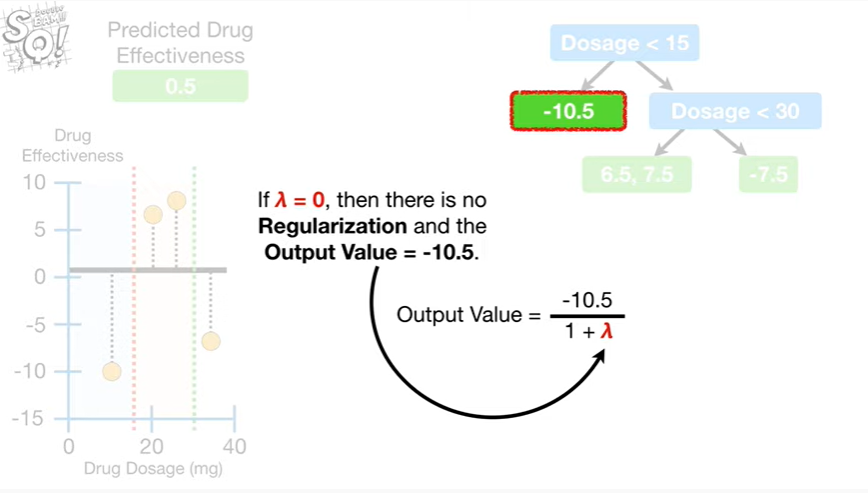 SQ!
Predicted Drug
Effectiveness
0.5
Dosage < 15
-10.5
Dosage < 30
6.5, 7.5
-7.5
Drug
Effectiveness
10
5
0
-5
-10
-15
0
20
40
Drug Dosage (mg)
If λ = 0, then there is no
Regularization and the
Output Value = -10.5.
Output Value =
-10.5
1 + λ